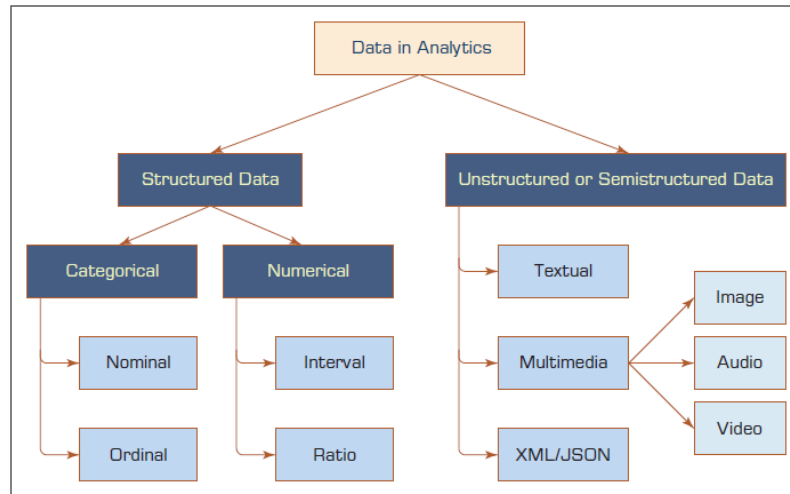 Data in Analytics
Structured Data
Unstructured or Semistructured Data
Categorical
Numerical
Textual
Image
Nominal
Interval
Multimedia
Audio
Ordinal
Ratio
XML/JSON
Video